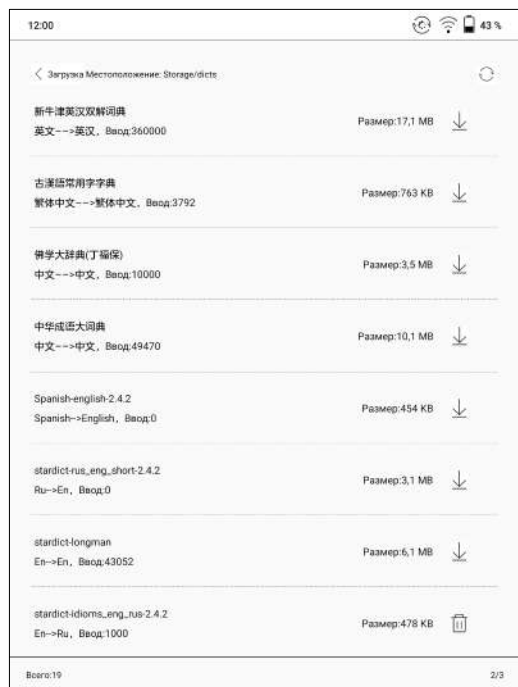 12:00 43 %
Загрузка Местоположение: Storage/dicts
新牛津英汉双解词典
英文-->英汉, Ввод:360000
Размер:17,1 MB
古漢語常用字字典
繁体中文-->繁体中文, Ввод:3792
Размер:763 KB
佛学大辞典(丁福保)
中文-->中文, Ввод:10000
Размер:3,5 MB
中华成语大词典
中文-->中文, Ввод:49470
Размер:10,1 MB
Spanish-english-2.4.2
Spanish-->English, Ввод:0
Размер:454 KB
stardict-rus_eng_short-2.4.2
Ru-->En, Ввод:0
Размер:3,1 MB
stardict-longman
En-->En, Ввод:43052
Размер:6,1 MB
stardict-idioms_eng_rus-2.4.2
En-->Ru, Ввод:1000
Размер:478 KB
Всего:19 2/3